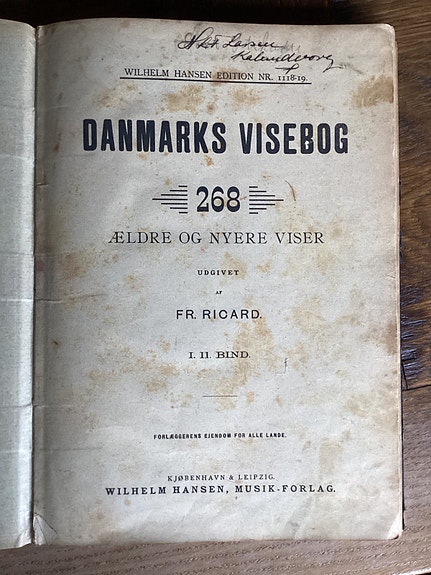 Larsen
Kalundborg
WILHELM HANSEN EDITION NR. 1118-19.
DANMARKS VISEBOG
268
ÆLDRE OG NYERE VISER
UDGIVET
AF
FR. RICARD.
I. II. BIND.
FORLÆGGERENS EJENDOM FOR ALLE LANDE.
KJØBENHAVN & LEIPZIG.
WILHELM HANSEN, MUSIK-FORLAG.